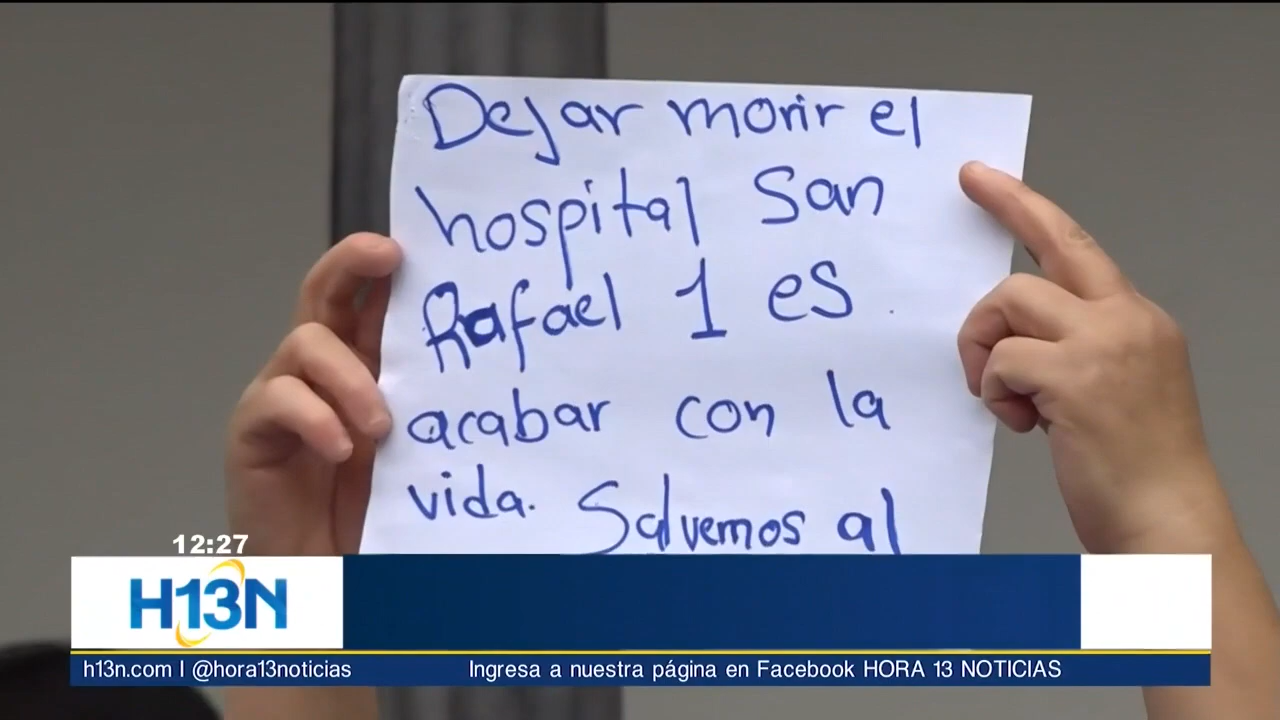 Dejar morir el
hospital San
Rafael 1 es
acabar con la
vida. Salvemos al
12:27
H13N
h13n.com | @hora13noticias
Ingresa a nuestra página en Facebook HORA 13 NOTICIAS